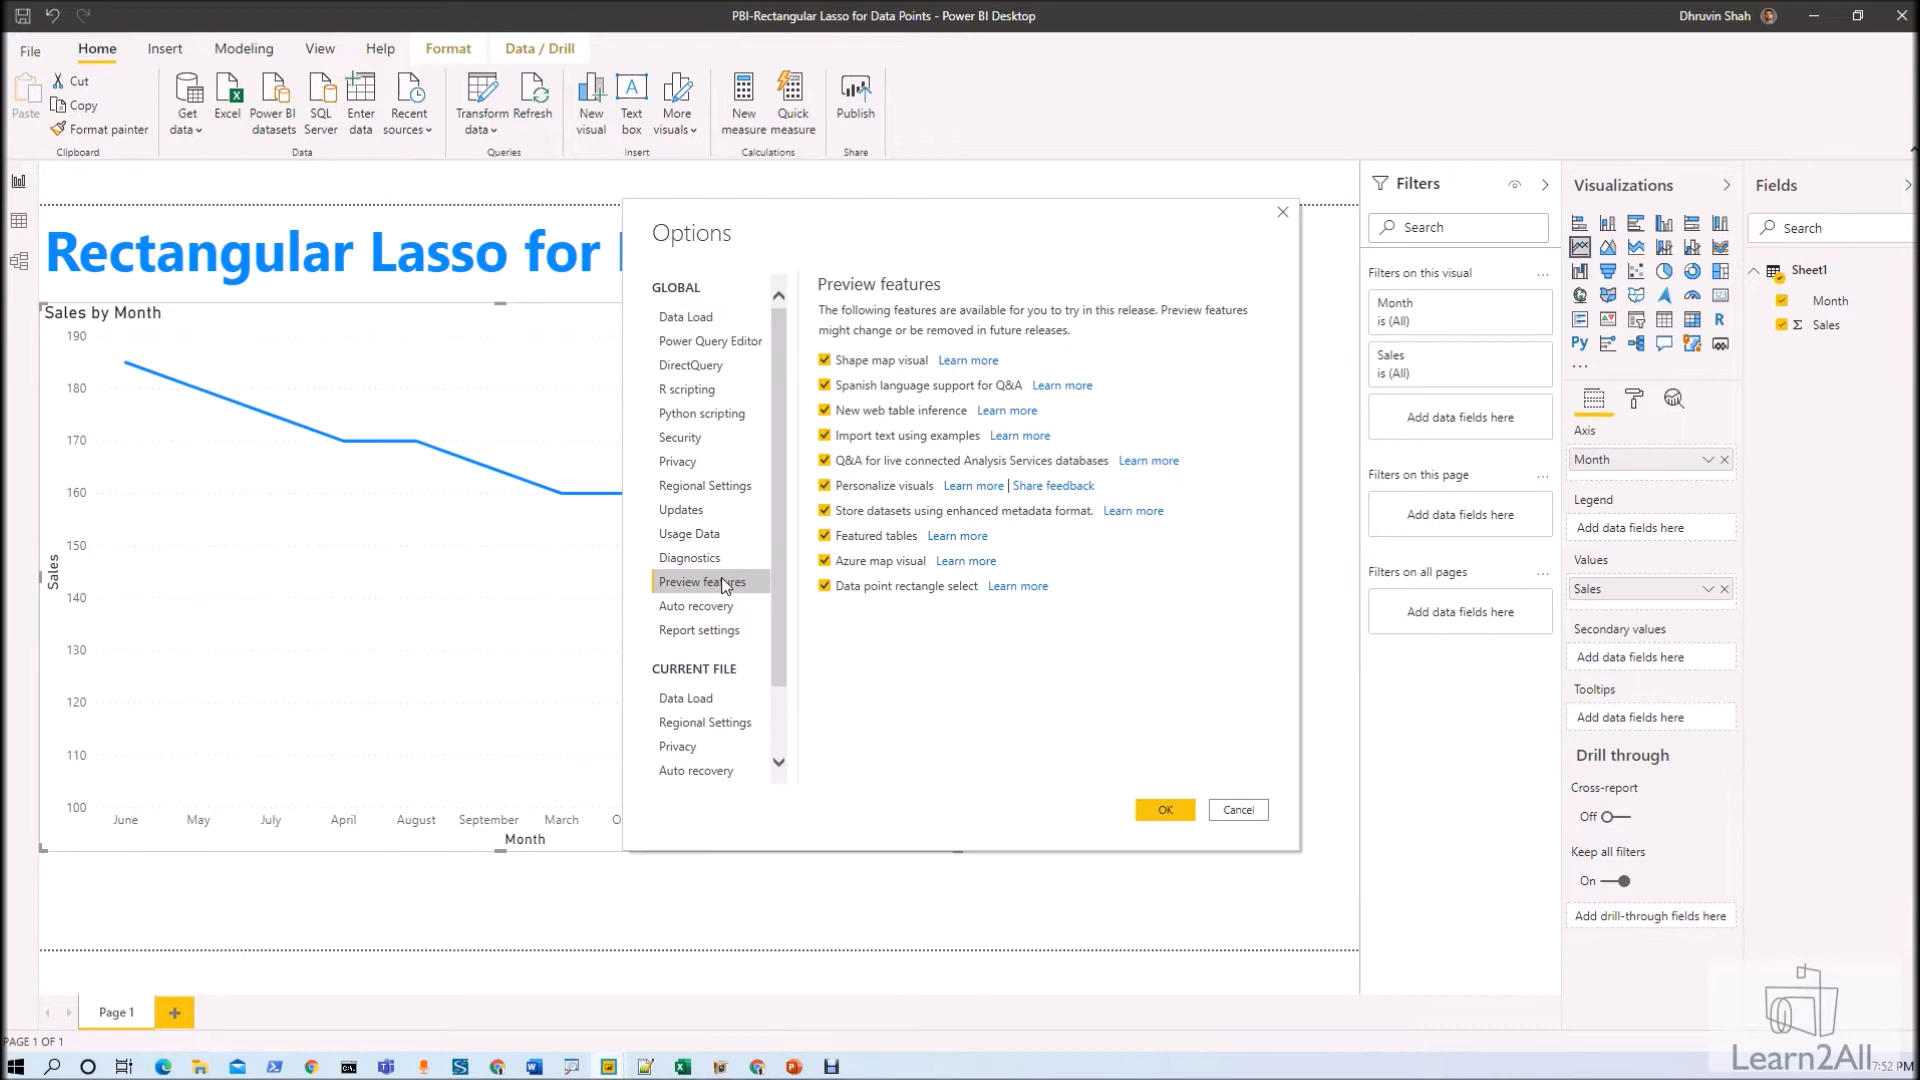 PBI-Rectangular Lasso for Data Points - Power BI Desktop
Dhruvin Shah
File
Home
Insert
Modeling
View
Help
Format
Data / Drill
Paste
Cut
Copy
Format painter
Clipboard
Get data
Excel
Power BI datasets
SQL Server
Enter data
Recent sources
Data
Transform data
Refresh
Queries
New visual
Text box
More visuals
Insert
New measure
Quick measure
Calculations
Publish
Share
Rectangular Lasso for
Sales by Month
190
180
170
160
150
140
130
120
110
100
Sales
June
May
July
April
August
September
March
O
Month
Options
GLOBAL
Data Load
Power Query Editor
DirectQuery
R scripting
Python scripting
Security
Privacy
Regional Settings
Updates
Usage Data
Diagnostics
Preview features
Auto recovery
Report settings
CURRENT FILE
Data Load
Regional Settings
Privacy
Auto recovery
Preview features
The following features are available for you to try in this release. Preview features
might change or be removed in future releases.
Shape map visual Learn more
Spanish language support for Q&A Learn more
New web table inference Learn more
Import text using examples Learn more
Q&A for live connected Analysis Services databases Learn more
Personalize visuals Learn more | Share feedback
Store datasets using enhanced metadata format. Learn more
Featured tables Learn more
Azure map visual Learn more
Data point rectangle select Learn more
OK
Cancel
Filters
Search
Filters on this visual ...
Month
is (All)
Sales
is (All)
Add data fields here
Filters on this page ...
Add data fields here
Filters on all pages ...
Add data fields here
Visualizations
R
Py
...
Axis
Month
Legend
Add data fields here
Values
Sales
Secondary values
Add data fields here
Tooltips
Add data fields here
Drill through
Cross-report
Off
Keep all filters
On
Add drill-through fields here
Fields
Search
Sheet1
Month
Σ Sales
Page 1
+
PAGE 1 OF 1
Learn2All
7:52 PM